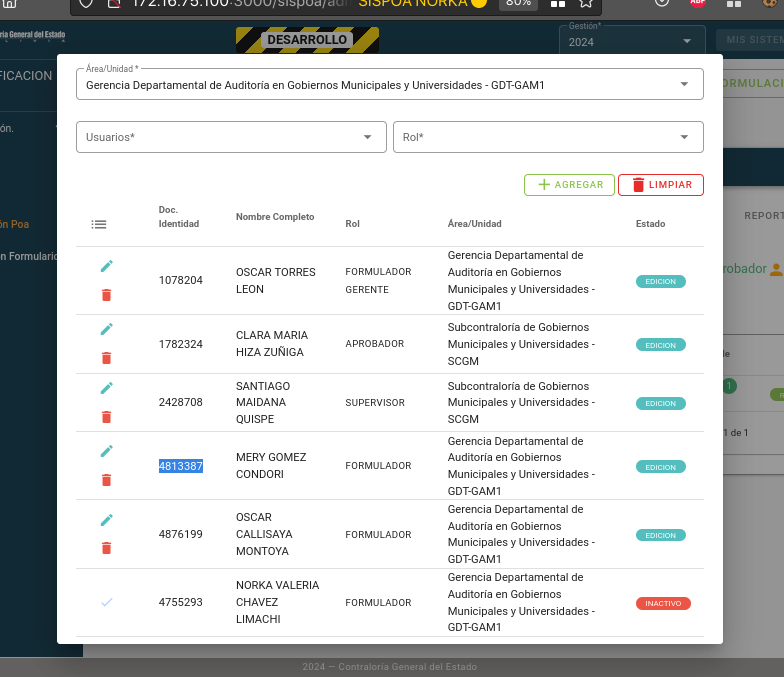 172.16.75.100:3000/sispoa/adm
SISPOA NORKA
80%
ABP
ría General del Estado
DESARROLLO
Gestión*
2024
MIS SISTEM
FICACION
ORMULACI
ón.
ón Poa
on Formulario
REPORT
robador
le
1
1 de 1
Área/Unidad *
Gerencia Departamental de Auditoría en Gobiernos Municipales y Universidades - GDT-GAM1
Usuarios*
Rol*
AGREGAR
LIMPIAR
Doc.
Identidad
Nombre Completo
Rol
Área/Unidad
Estado
1078204
OSCAR TORRES
LEON
FORMULADOR
GERENTE
Gerencia Departamental de
Auditoría en Gobiernos
Municipales y Universidades -
GDT-GAM1
EDICION
1782324
CLARA MARIA
HIZA ZUÑIGA
APROBADOR
Subcontraloría de Gobiernos
Municipales y Universidades -
SCGM
EDICION
2428708
SANTIAGO
MAIDANA
QUISPE
SUPERVISOR
Subcontraloría de Gobiernos
Municipales y Universidades -
SCGM
EDICION
4813387
MERY GOMEZ
CONDORI
FORMULADOR
Gerencia Departamental de
Auditoría en Gobiernos
Municipales y Universidades -
GDT-GAM1
EDICION
4876199
OSCAR
CALLISAYA
MONTOYA
FORMULADOR
Gerencia Departamental de
Auditoría en Gobiernos
Municipales y Universidades -
GDT-GAM1
EDICION
4755293
NORKA VALERIA
CHAVEZ
LIMACHI
FORMULADOR
Gerencia Departamental de
Auditoría en Gobiernos
Municipales y Universidades -
GDT-GAM1
INACTIVO
2024 — Contraloría General del Estado